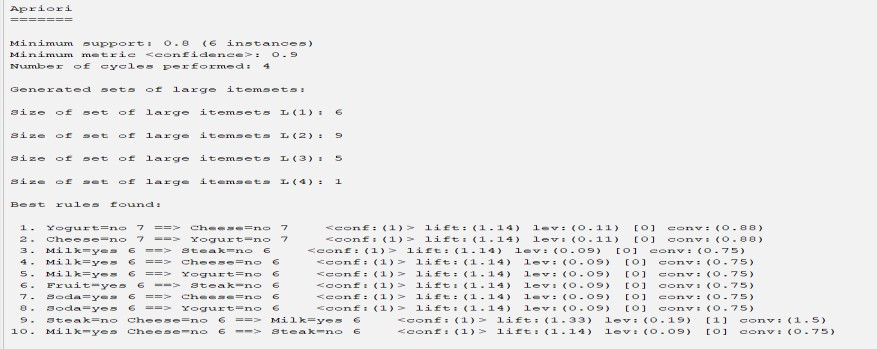 Apriori
=======
Minimum support: 0.8 (6 instances)
Minimum metric <confidence>: 0.9
Number of cycles performed: 4
Generated sets of large itemsets:
Size of set of large itemsets L(1): 6
Size of set of large itemsets L(2): 9
Size of set of large itemsets L(3): 5
Size of set of large itemsets L(4): 1
Best rules found:
1. Yogurt=no 7 ==> Cheese=no 7 <conf:(1)> lift:(1.14) lev:(0.11) [0] conv:(0.88)
2. Cheese=no 7 ==> Yogurt=no 7 <conf:(1)> lift:(1.14) lev:(0.11) [0] conv:(0.88)
3. Milk=yes 6 ==> Steak=no 6 <conf:(1)> lift:(1.14) lev:(0.09) [0] conv:(0.75)
4. Milk=yes 6 ==> Cheese=no 6 <conf:(1)> lift:(1.14) lev:(0.09) [0] conv:(0.75)
5. Milk=yes 6 ==> Yogurt=no 6 <conf:(1)> lift:(1.14) lev:(0.09) [0] conv:(0.75)
6. Fruit=yes 6 ==> Steak=no 6 <conf:(1)> lift:(1.14) lev:(0.09) [0] conv:(0.75)
7. Soda=yes 6 ==> Cheese=no 6 <conf:(1)> lift:(1.14) lev:(0.09) [0] conv:(0.75)
8. Soda=yes 6 ==> Yogurt=no 6 <conf:(1)> lift:(1.14) lev:(0.09) [0] conv:(0.75)
9. Steak=no Cheese=no 6 ==> Milk=yes 6 <conf:(1)> lift:(1.33) lev:(0.19) [1] conv:(1.5)
10. Milk=yes Cheese=no 6 ==> Steak=no 6 <conf:(1)> lift:(1.14) lev:(0.09) [0] conv:(0.75)